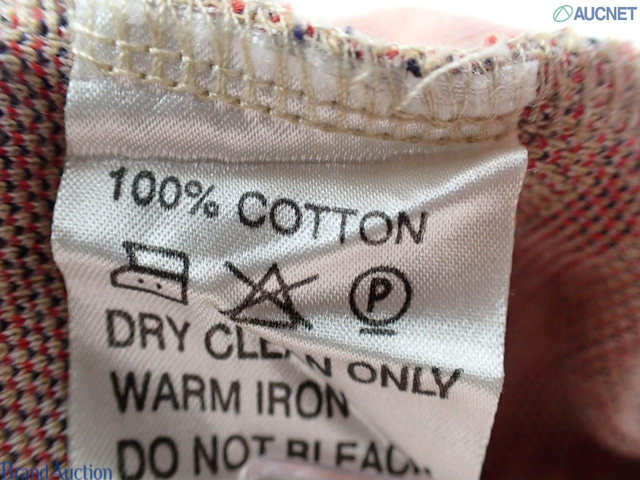 AUCNET
100% COTTON
P
DRY CLEAN ONLY
WARM IRON
DO NOT BLEACH
Brand Auction